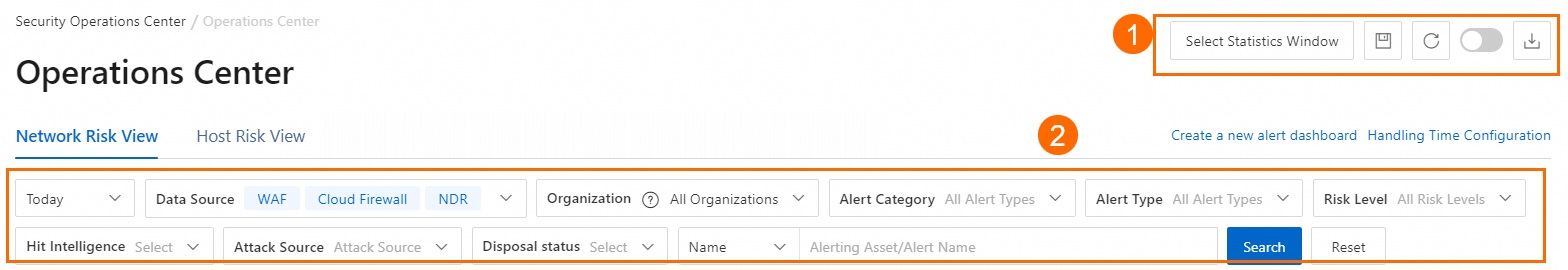 Security Operations Center / Operations Center
1
Select Statistics Window
Operations Center
Network Risk View Host Risk View
2
Create a new alert dashboard Handling Time Configuration
Today Data Source WAF Cloud Firewall NDR Organization ? All Organizations Alert Category All Alert Types Alert Type All Alert Types Risk Level All Risk Levels
Hit Intelligence Select Attack Source Attack Source Disposal status Select Name Alerting Asset/Alert Name Search Reset